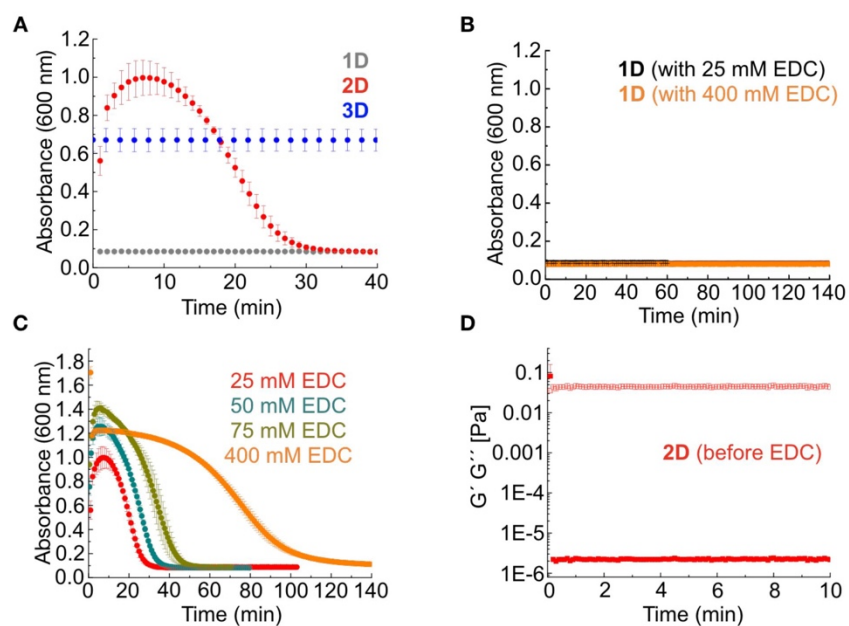 A
B
1.2
1.0
0.8
0.6
0.4
0.2
0.0
Absorbance (600 nm)
1D
2D
3D
0
10
20
30
40
Time (min)
1.2
1.0
0.8
0.6
0.4
0.2
0.0
Absorbance (600 nm)
1D (with 25 mM EDC)
1D (with 400 mM EDC)
0
20
40
60
80
100
120
140
Time (min)
C
D
1.8
1.6
1.4
1.2
1.0
0.8
0.6
0.4
0.2
0.0
Absorbance (600 nm)
25 mM EDC
50 mM EDC
75 mM EDC
400 mM EDC
0
20
40
60
80
100
120
140
Time (min)
0.1
0.01
0.001
1E-5
1E-6
G´ G´´ [Pa]
2D (before EDC)
0
2
4
6
8
10
Time (min)